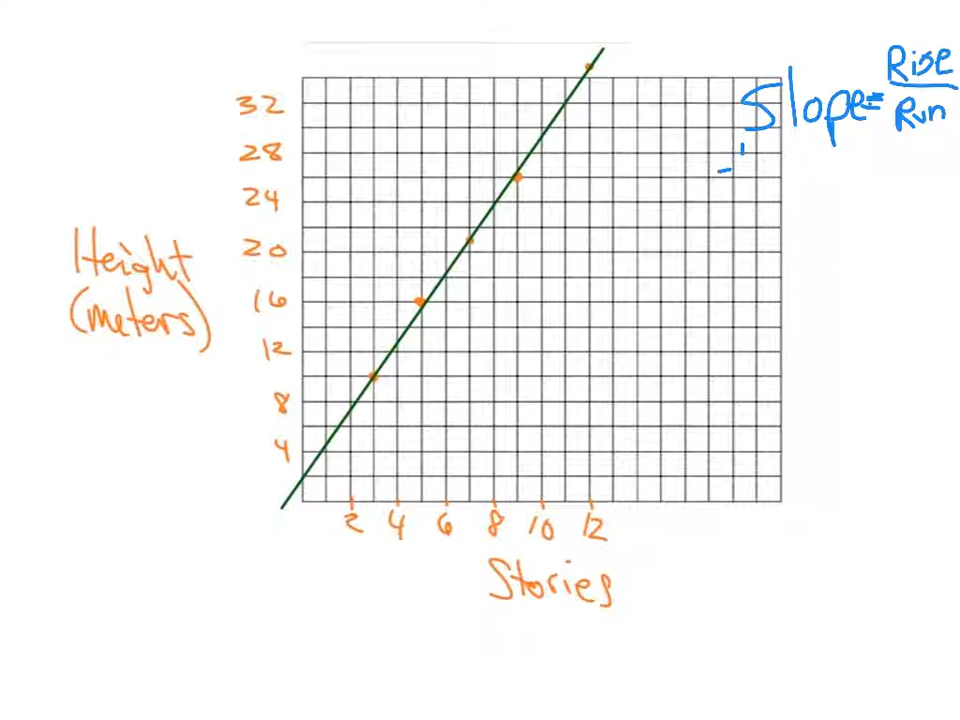 Slope = Rise
Run
32
28
24
20
16
12
8
4
Height
(meters)
2 4 6 8 10 12
Stories